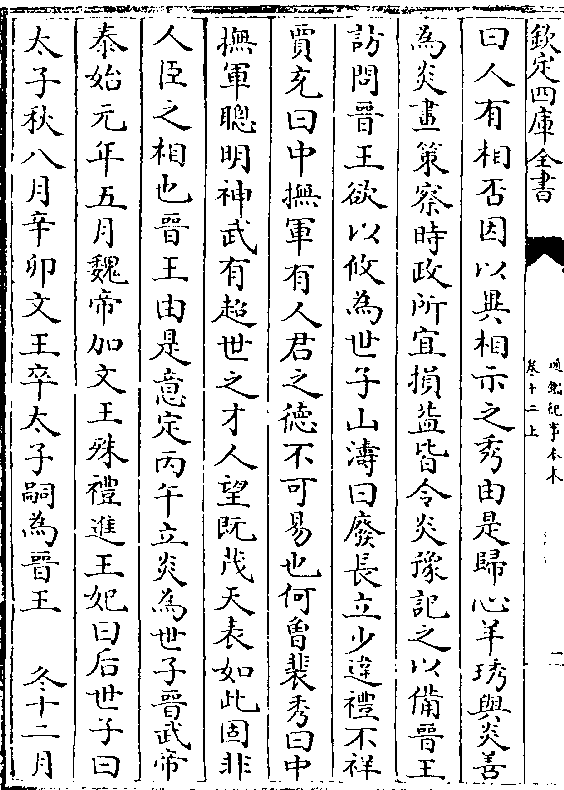 欽定四庫全書
通鑑紀事本末
卷十二上
二
曰人有相否因以異相示之秀由是歸心羊琇與炎善
為炎畫策察時政所宜損益皆令炎豫記之以備晉王
訪問晉王欲以攸為世子山濤曰廢長立少違禮不祥
賈充曰中撫軍有人君之德不可易也何曾裴秀曰中
撫軍聰明神武有超世之才人望既茂天表如此固非
人臣之相也晉王由是意定丙午立炎為世子晉武帝
泰始元年五月魏帝加文王殊禮進王妃曰后世子曰
太子秋八月辛卯文王卒太子嗣為晉王　冬十二月